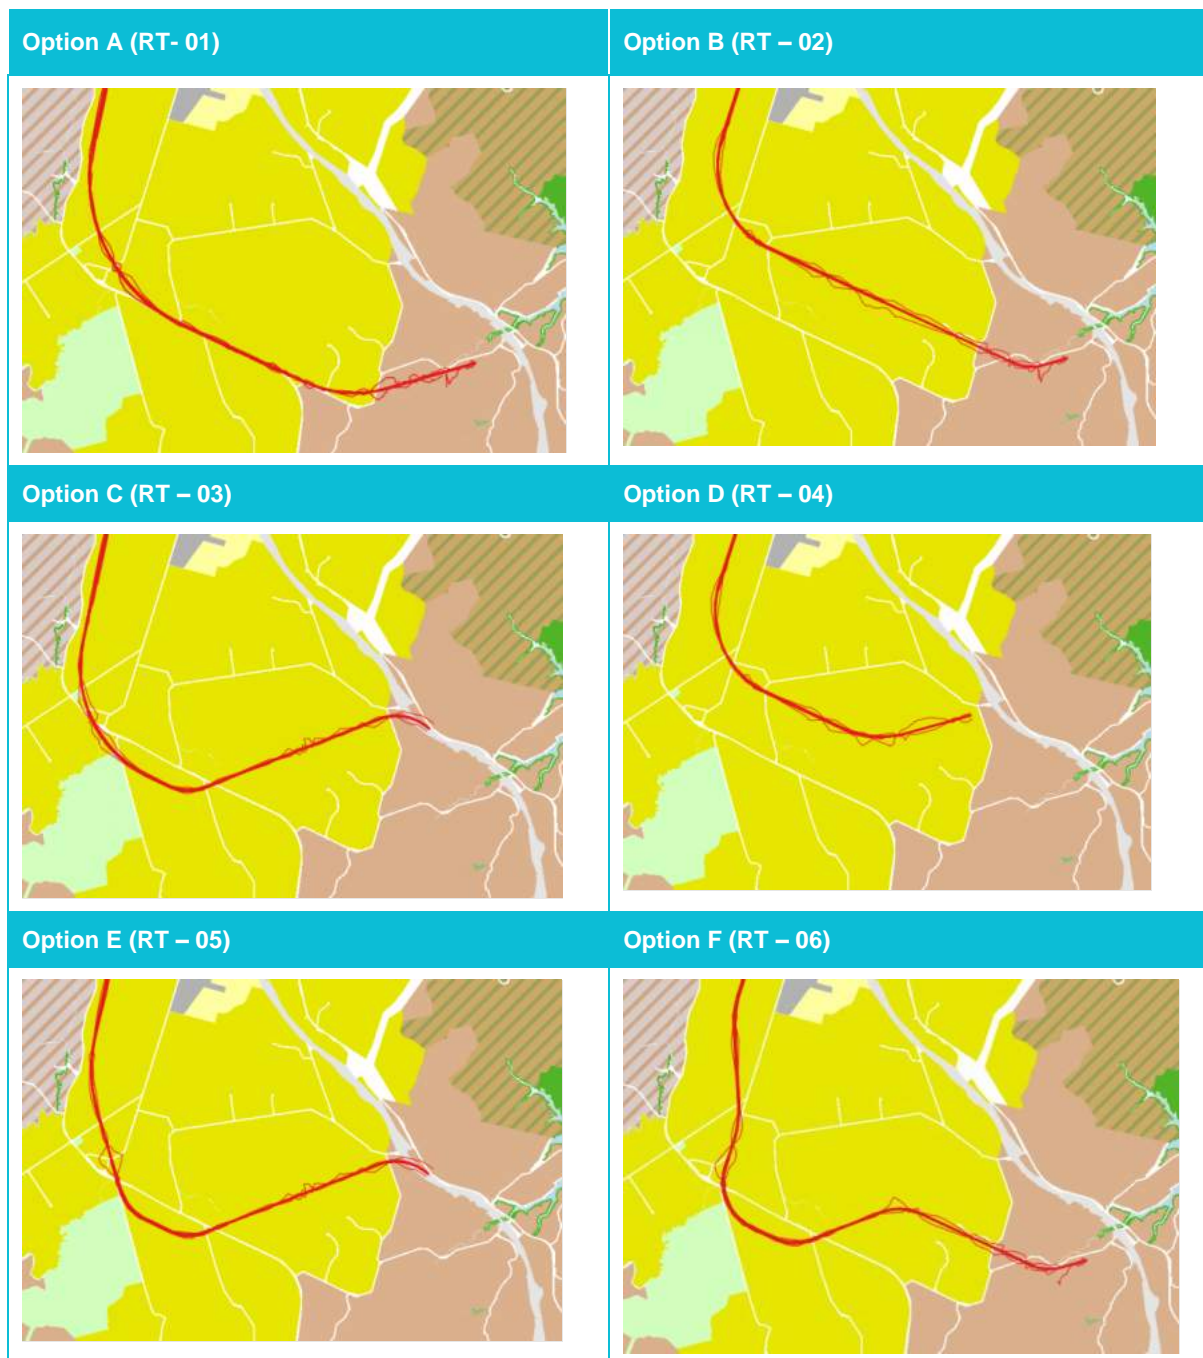 Option A (RT- 01)
Option B (RT – 02)
Option C (RT – 03)
Option D (RT – 04)
Option E (RT – 05)
Option F (RT – 06)